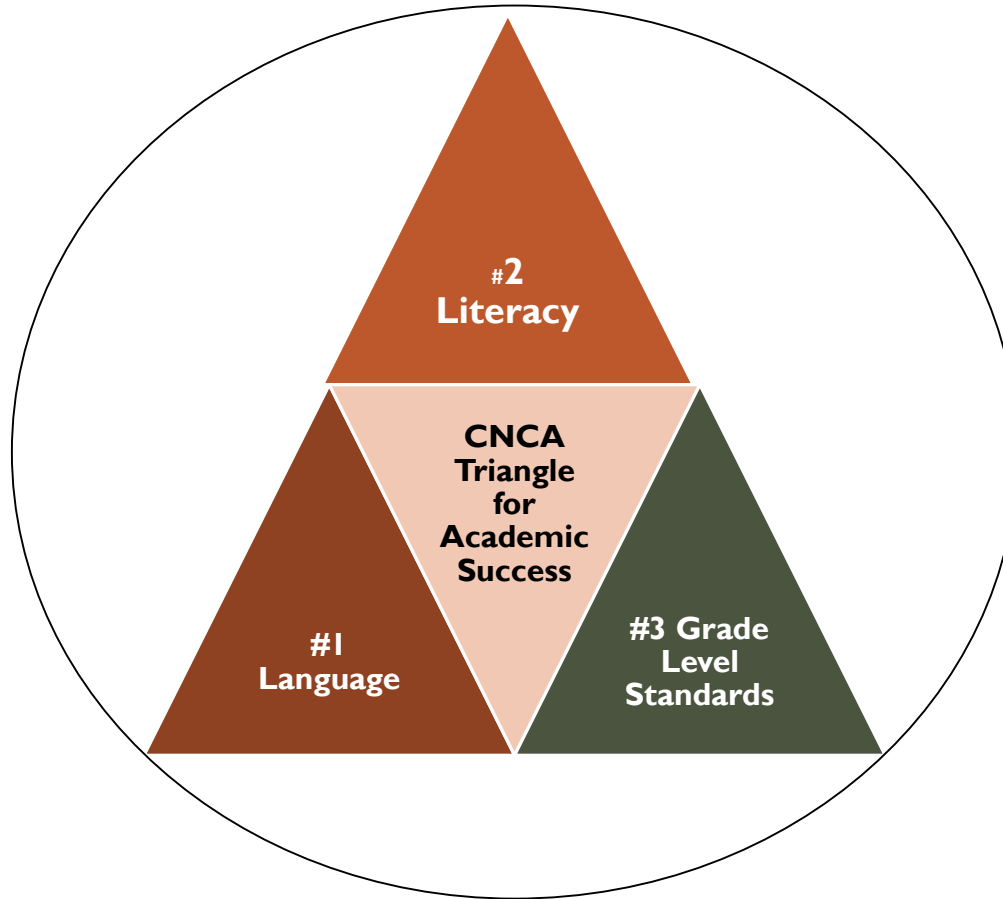 #2
Literacy
CNCA
Triangle
for
Academic
Success
#1
Language
#3 Grade
Level
Standards